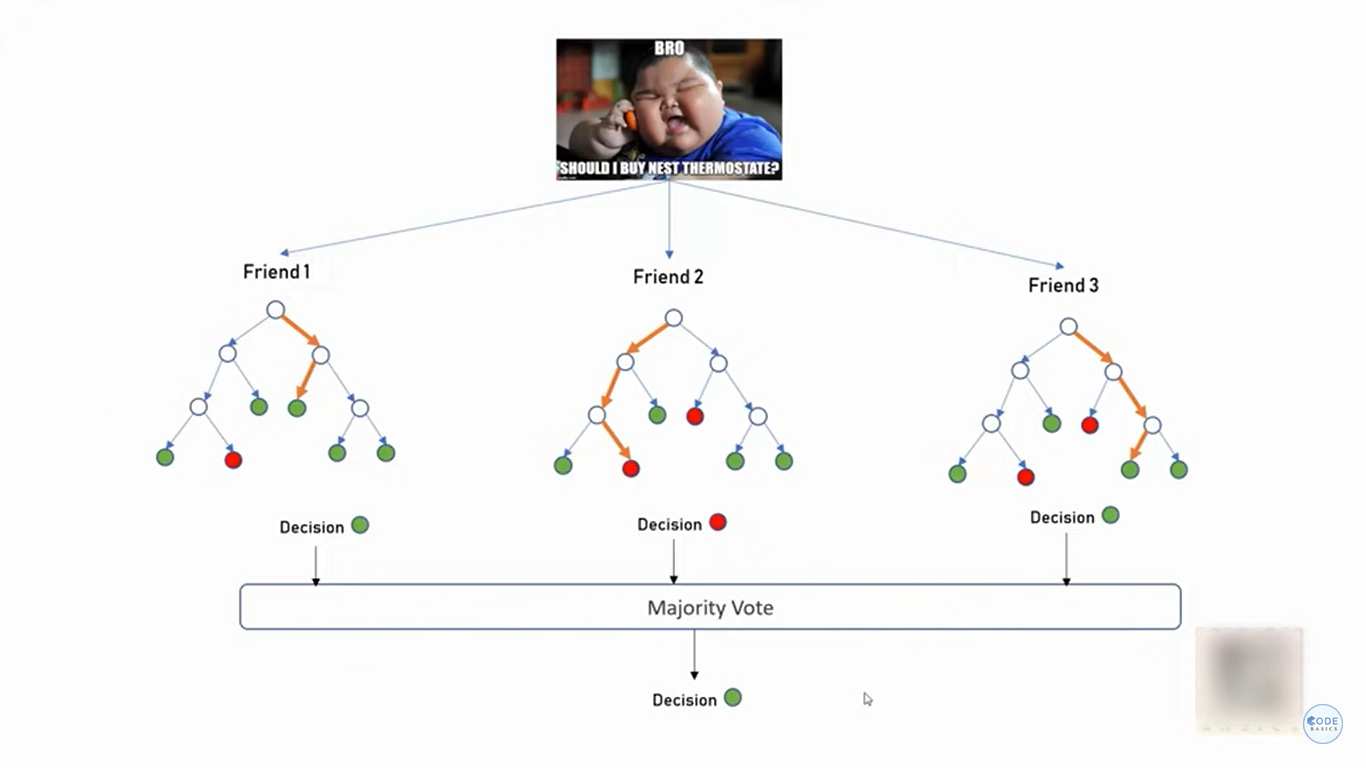 BRO
SHOULD I BUY NEST THERMOSTATE?
Friend 1
Friend 2
Friend 3
Decision
Decision
Decision
Majority Vote
Decision
CODE
BASICS